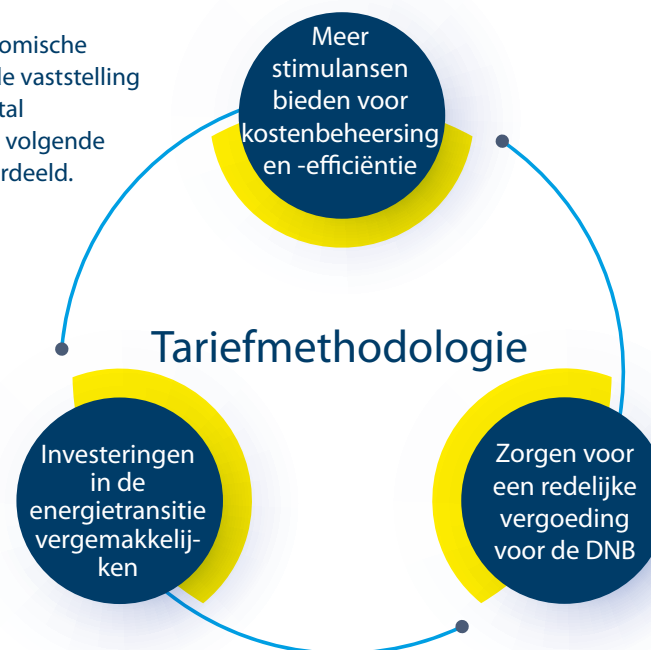 omische
le vaststelling
tal
volgende
rdeeld.
Meer
stimulansen
bieden voor
kostenbeheersing
en -efficiëntie
Tariefmethodologie
Investeringen
in de
energietransitie
vergemakkelij-
ken
Zorgen voor
een redelijke
vergoeding
voor de DNB